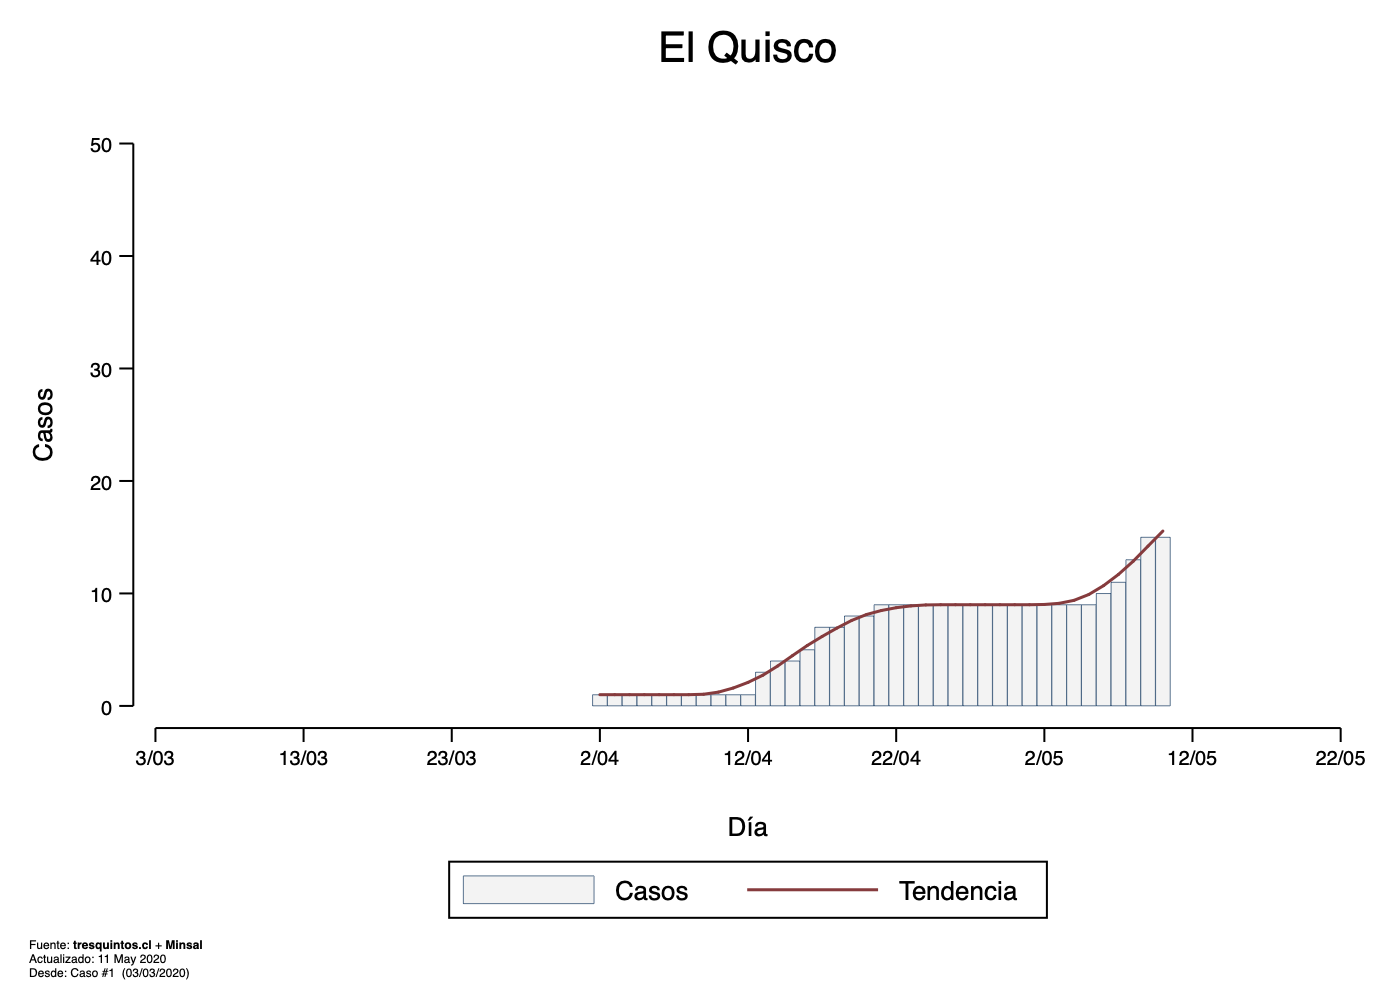 El Quisco
50
40
30
20
10
0
Casos
3/03 13/03 23/03 2/04 12/04 22/04 2/05 12/05 22/05
Día
Casos Tendencia
Fuente: tresquintos.cl + Minsal
Actualizado: 11 May 2020
Desde: Caso #1 (03/03/2020)